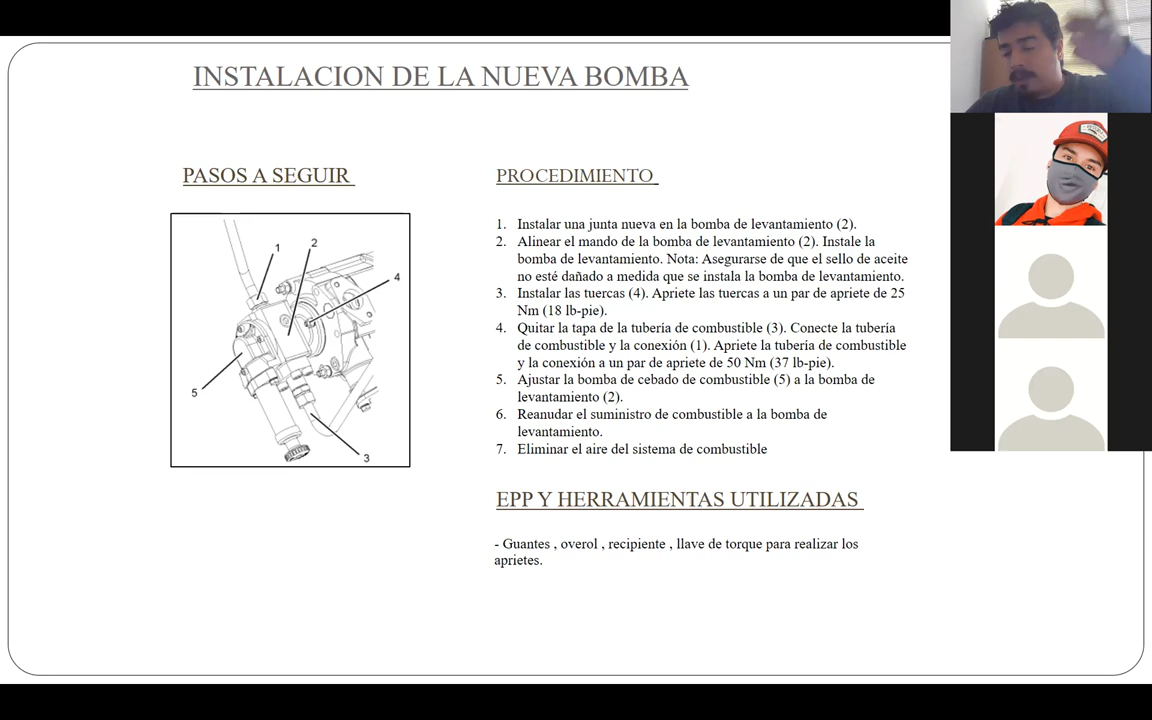 INSTALACION DE LA NUEVA BOMBA
PASOS A SEGUIR
1
2
4
5
3
PROCEDIMIENTO
1. Instalar una junta nueva en la bomba de levantamiento (2).
2. Alinear el mando de la bomba de levantamiento (2). Instale la
bomba de levantamiento. Nota: Asegurarse de que el sello de aceite
no esté dañado a medida que se instala la bomba de levantamiento.
3. Instalar las tuercas (4). Apriete las tuercas a un par de apriete de 25
Nm (18 lb-pie).
4. Quitar la tapa de la tubería de combustible (3). Conecte la tubería
de combustible y la conexión (1). Apriete la tubería de combustible
y la conexión a un par de apriete de 50 Nm (37 lb-pie).
5. Ajustar la bomba de cebado de combustible (5) a la bomba de
levantamiento (2).
6. Reanudar el suministro de combustible a la bomba de
levantamiento.
7. Eliminar el aire del sistema de combustible
EPP Y HERRAMIENTAS UTILIZADAS
- Guantes , overol , recipiente , llave de torque para realizar los
aprietes.